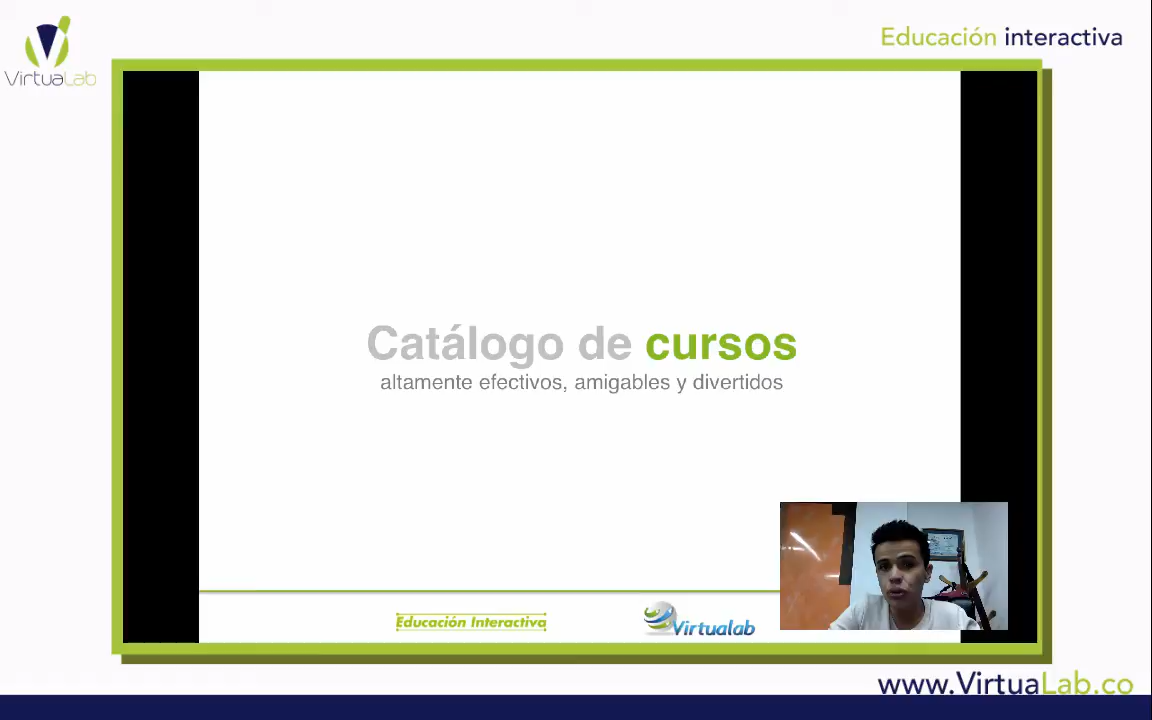 VirtuaLab
Educación interactiva
Catálogo de cursos
altamente efectivos, amigables y divertidos
Educación Interactiva
Virtualab
www.VirtuaLab.co